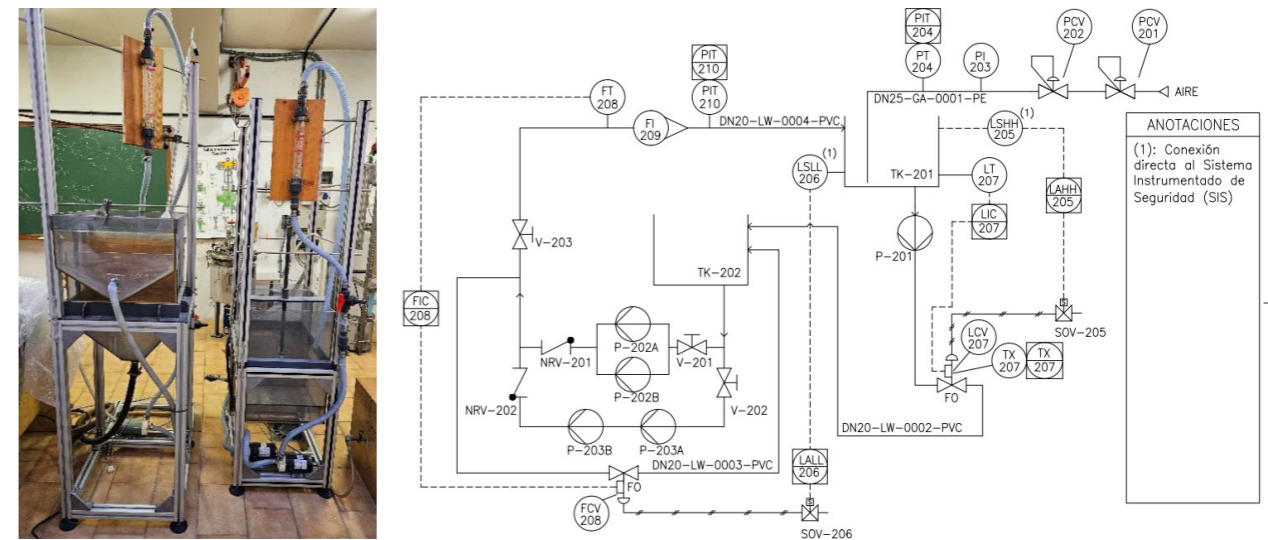 PIT
204
PT
204
PI
203
PCV
202
PCV
201
AIRE
DN25-GA-0001-PE
PIT
210
PIT
210
FT
208
FI
209
DN20-LW-0004-PVC
LSHH
205
(1)
LSLL
206
(1)
TK-201
LT
207
LAHH
205
LIC
207
P-201
V-203
TK-202
FIC
208
P-202A
NRV-201
V-201
P-202B
NRV-202
V-202
P-203B
P-203A
DN20-LW-0003-PVC
FO
FCV
208
S
SOV-205
LCV
207
TX
207
TX
207
FO
DN20-LW-0002-PVC
LALL
206
S
SOV-206
ANOTACIONES
(1): Conexión
directa al Sistema
Instrumentado de
Seguridad (SIS)